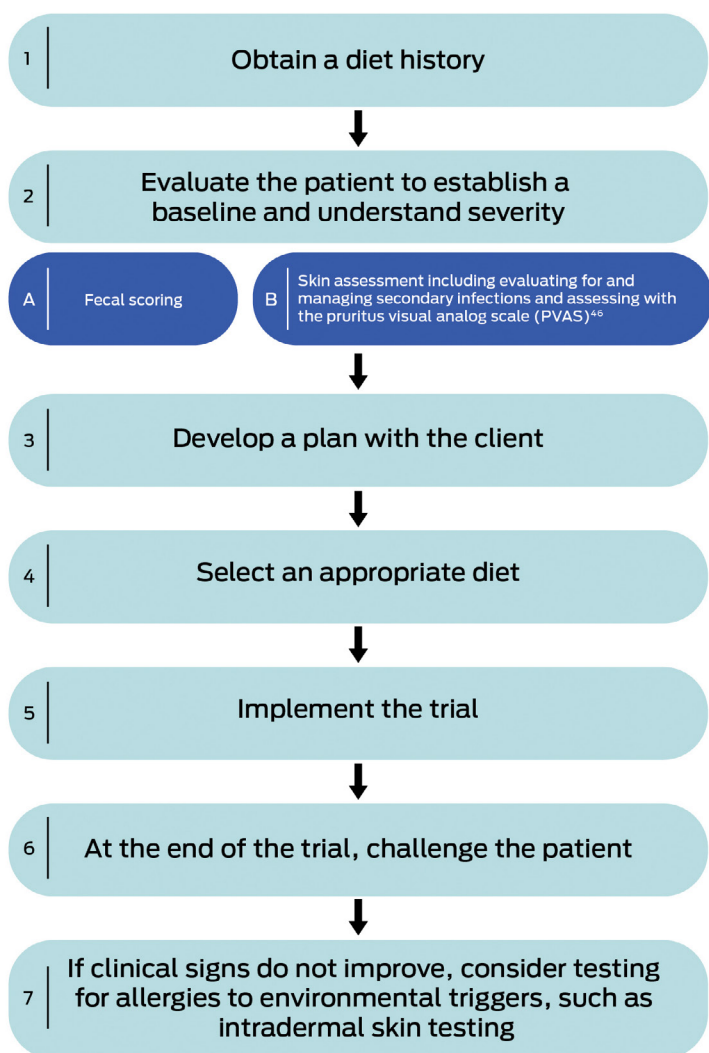 1
Obtain a diet history
2
Evaluate the patient to establish a
baseline and understand severity
A
Fecal scoring
B
Skin assessment including evaluating for and
managing secondary infections and assessing with
the pruritus visual analog scale (PVAS)⁴⁶
3
Develop a plan with the client
4
Select an appropriate diet
5
Implement the trial
6
At the end of the trial, challenge the patient
7
If clinical signs do not improve, consider testing
for allergies to environmental triggers, such as
intradermal skin testing